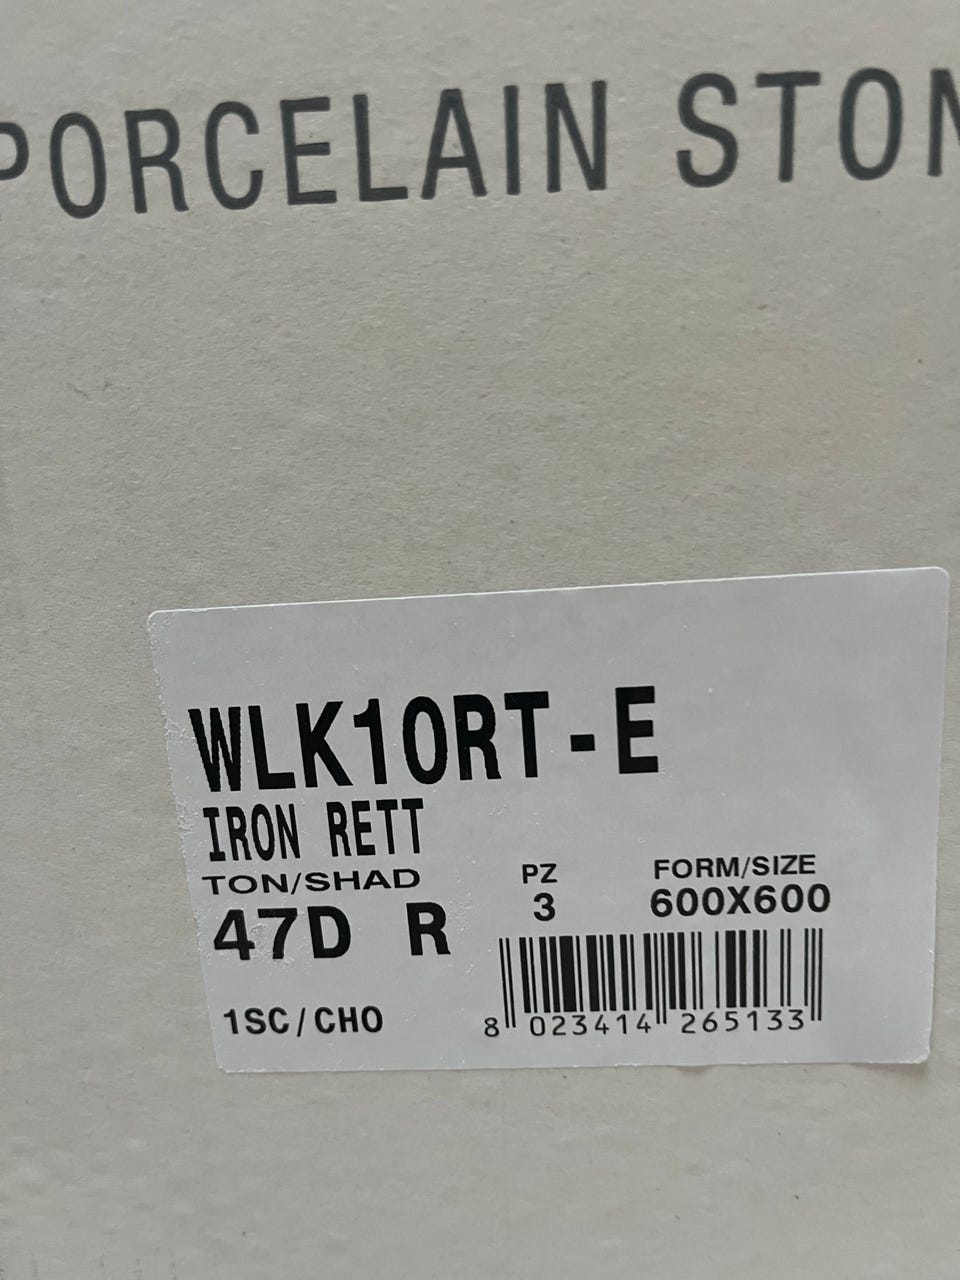 PORCELAIN STON
WLK10RT-E
IRON RETT
TON/SHAD
PZ
FORM/SIZE
47D R
3
600X600
1SC/CHO
8 023414 265133